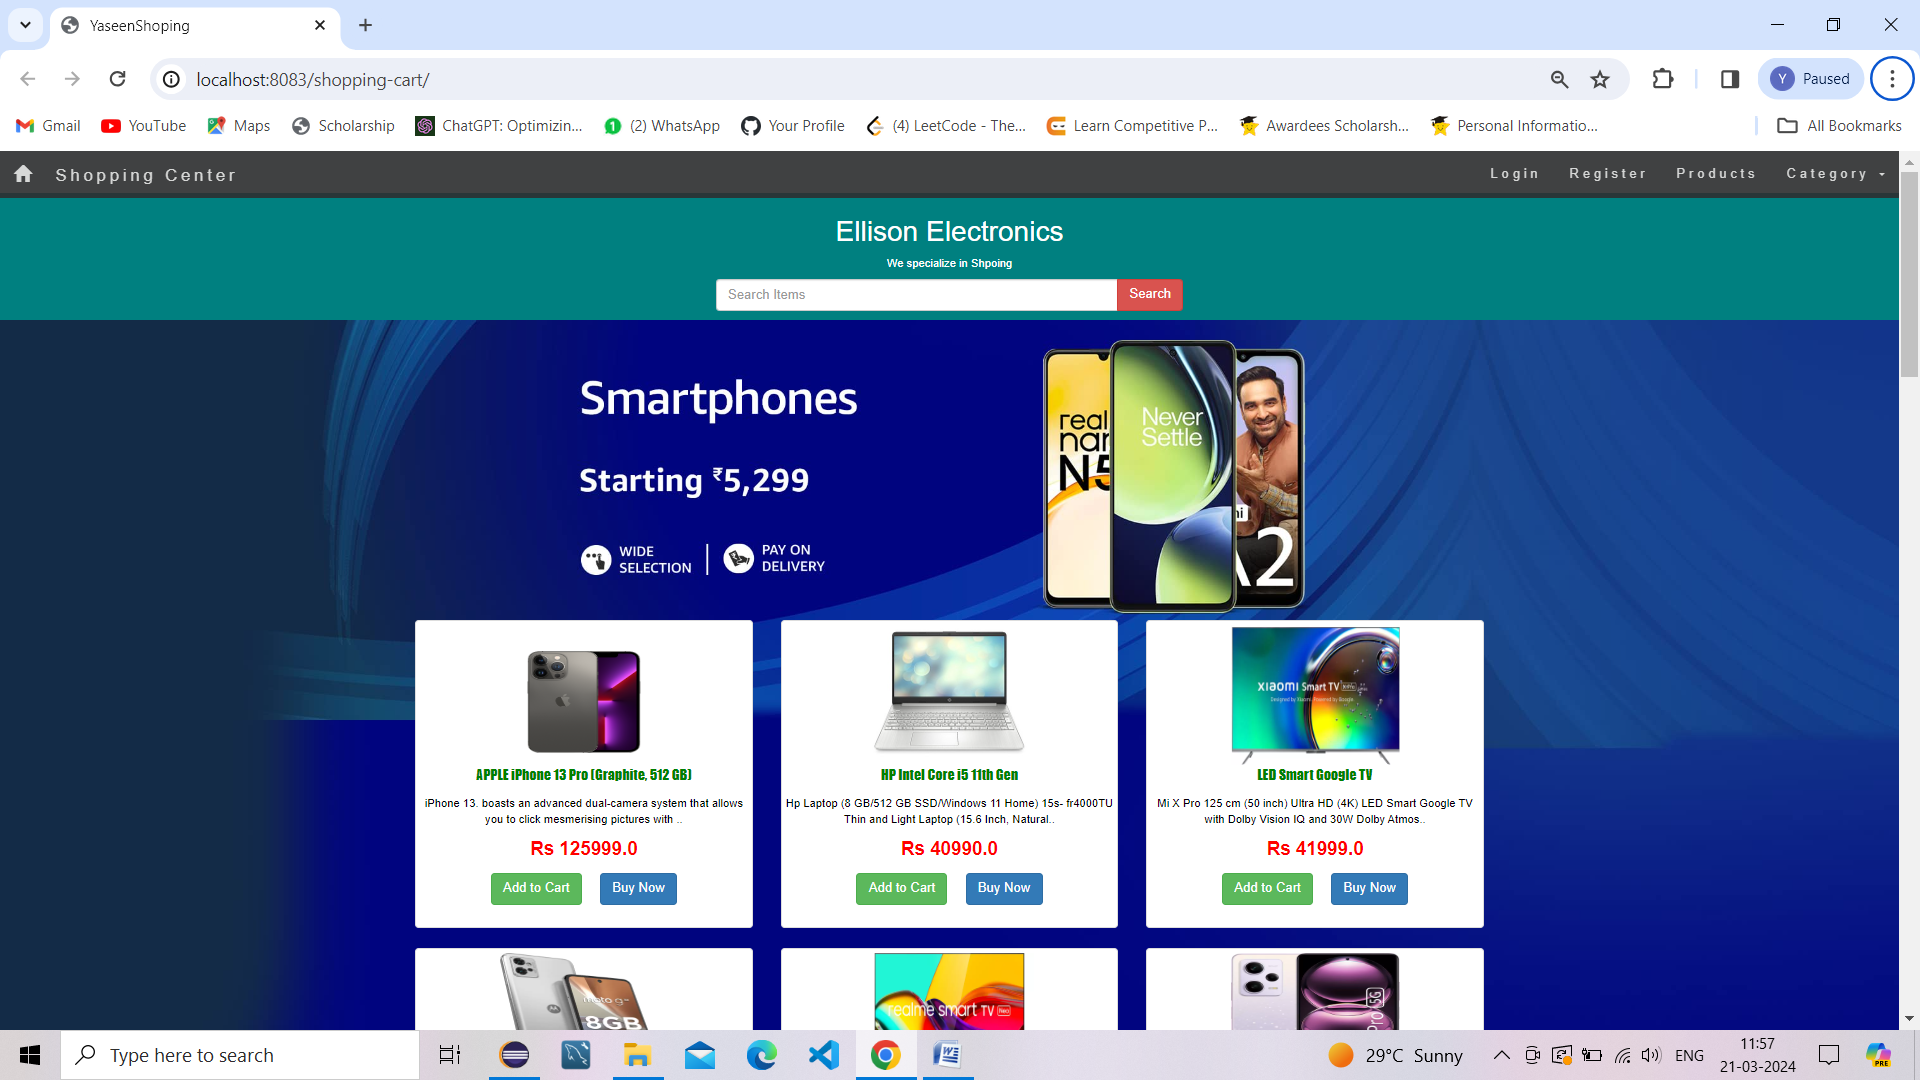 YaseenShoping
localhost:8083/shopping-cart/
Y Paused
Gmail YouTube Maps Scholarship ChatGPT: Optimizin... (2) WhatsApp Your Profile (4) LeetCode - The... Learn Competitive P... Awardees Scholarsh... Personal Informatio... All Bookmarks
Shopping Center Login Register Products Category
Ellison Electronics
We specialize in Shpoing
Search Items Search
Smartphones
Starting ₹5,299
WIDE SELECTION
PAY ON DELIVERY
N5
Never
Settle
A2
XIAOMI Smart TV
APPLE iPhone 13 Pro (Graphite, 512 GB)
iPhone 13. boasts an advanced dual-camera system that allows
you to click mesmerising pictures with ..
Rs 125999.0
Add to Cart Buy Now
HP Intel Core i5 11th Gen
Hp Laptop (8 GB/512 GB SSD/Windows 11 Home) 15s- fr4000TU
Thin and Light Laptop (15.6 Inch, Natural..
Rs 40990.0
Add to Cart Buy Now
LED Smart Google TV
Mi X Pro 125 cm (50 inch) Ultra HD (4K) LED Smart Google TV
with Dolby Vision IQ and 30W Dolby Atmos..
Rs 41999.0
Add to Cart Buy Now
moto g
8GB
realme smart TV Neo
Pro 5G
Type here to search
29°C Sunny
ENG
11:57
21-03-2024
PRE